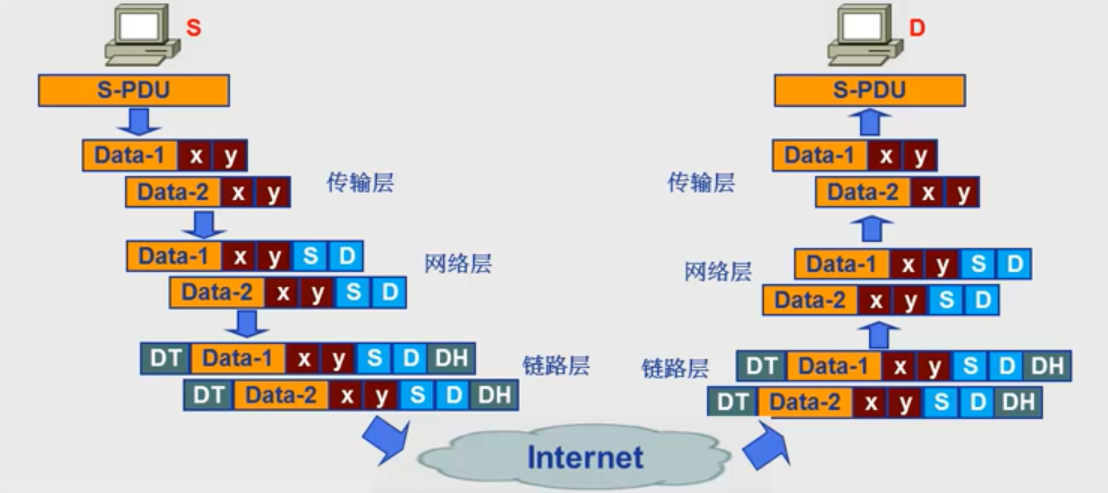 S
D
S-PDU
S-PDU
Data-1 x y
Data-1 x y
Data-2 x y
传输层
传输层
Data-2 x y
Data-1 x y S D
网络层
网络层
Data-1 x y S D
Data-2 x y S D
Data-2 x y S D
DT Data-1 x y S D DH
链路层
链路层
DT Data-1 x y S D DH
DT Data-2 x y S D DH
DT Data-2 x y S D DH
Internet